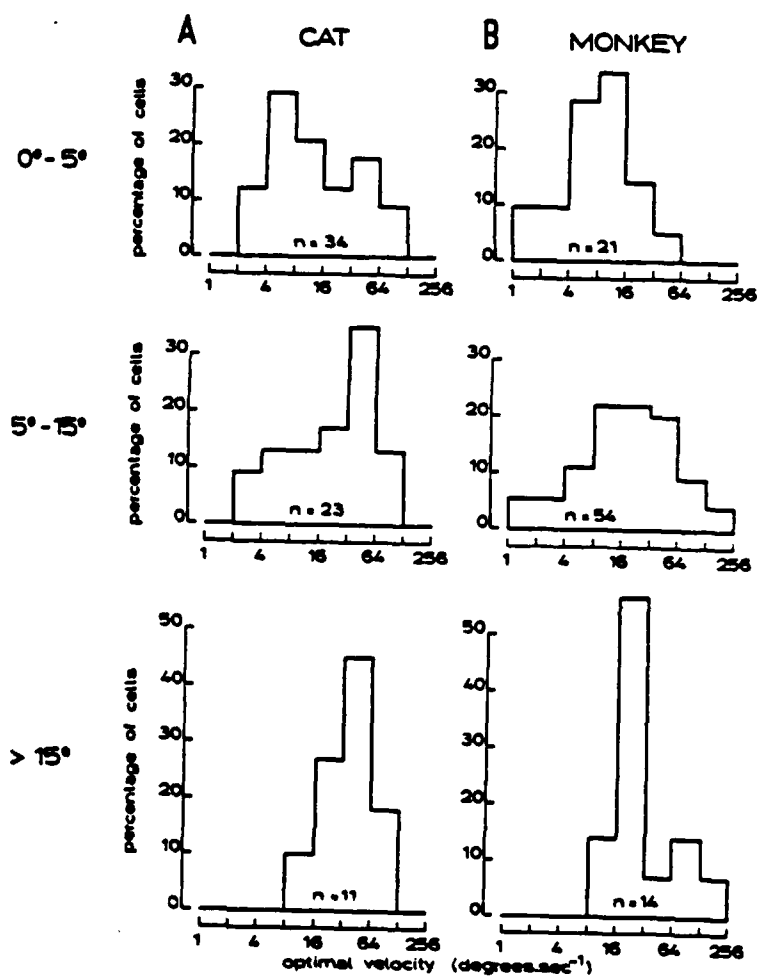 A CAT
B MONKEY
0°-5°
percentage of cells
30
20
10
0
n=34
1 4 16 64 256
30
20
10
0
n=21
1 4 16 64 256
5°-15°
percentage of cells
30
20
10
0
n=23
1 4 16 64 256
30
20
10
0
n=54
1 4 16 64 256
> 15°
percentage of cells
50
40
30
20
10
0
n=11
1 4 16 64 256
50
40
30
20
10
0
n=14
1 4 16 64 256
optimal velocity (degrees.sec⁻¹)